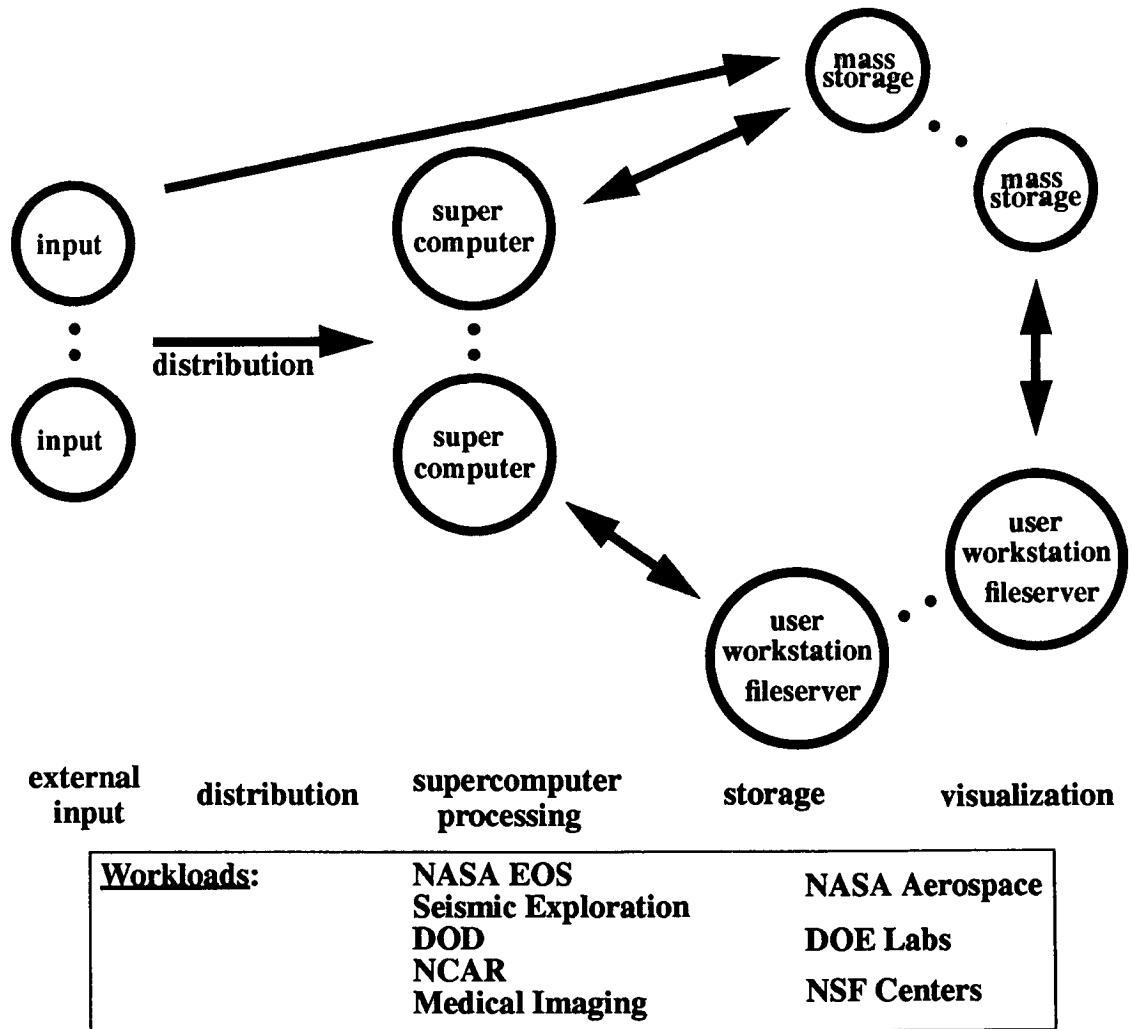 mass
storage
mass
storage
input
super
computer
distribution
input
super
computer
user
workstation
fileserver
user
workstation
fileserver
external
input
distribution
supercomputer
processing
storage
visualization
Workloads:
NASA EOS
Seismic Exploration
DOD
NCAR
Medical Imaging
NASA Aerospace
DOE Labs
NSF Centers